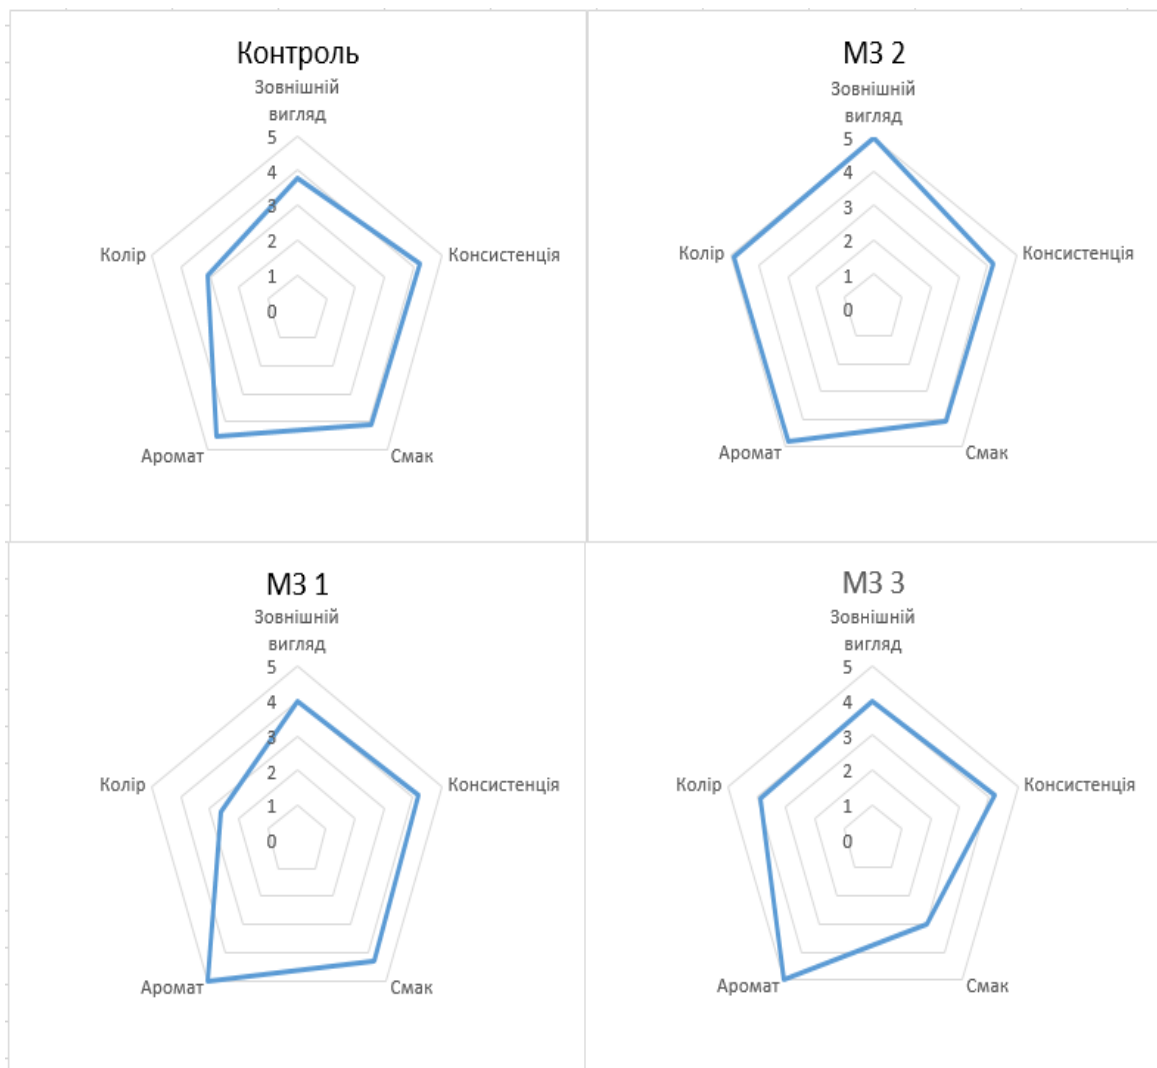 Контроль
Зовнішній
вигляд
5
4
3
2
1
0
Колір
Консистенція
Аромат
Смак
МЗ 2
Зовнішній
вигляд
5
4
3
2
1
0
Колір
Консистенція
Аромат
Смак
МЗ 1
Зовнішній
вигляд
5
4
3
2
1
0
Колір
Консистенція
Аромат
Смак
МЗ 3
Зовнішній
вигляд
5
4
3
2
1
0
Колір
Консистенція
Аромат
Смак